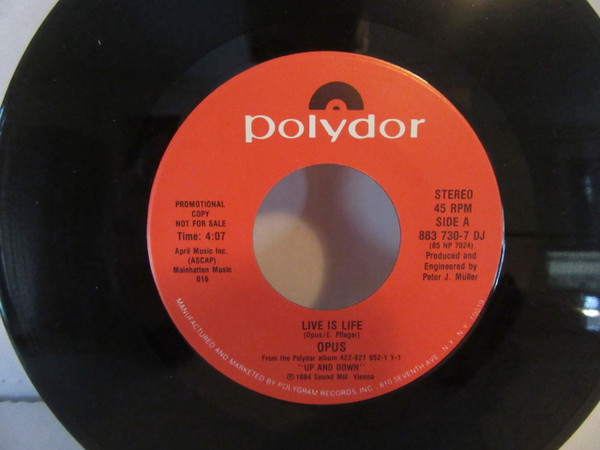 polydor
PROMOTIONAL
COPY
NOT FOR SALE
Time: 4:07
April Music Inc.
(ASCAP)
Mainhatten Music
016
STEREO
45 RPM
SIDE A
883 730-7 DJ
(85 NP 7024)
Produced and
Engineered by
Peter J. Müller
LIVE IS LIFE
(Opus/E. Pfleger)
OPUS
From the Polydor album 422-827 952-1 Y-1
"UP AND DOWN"
℗ 1984 Sound Mill, Vienna
MANUFACTURED AND MARKETED BY POLYGRAM RECORDS, INC. 810 SEVENTH AVE. N.Y. N.Y. 10019